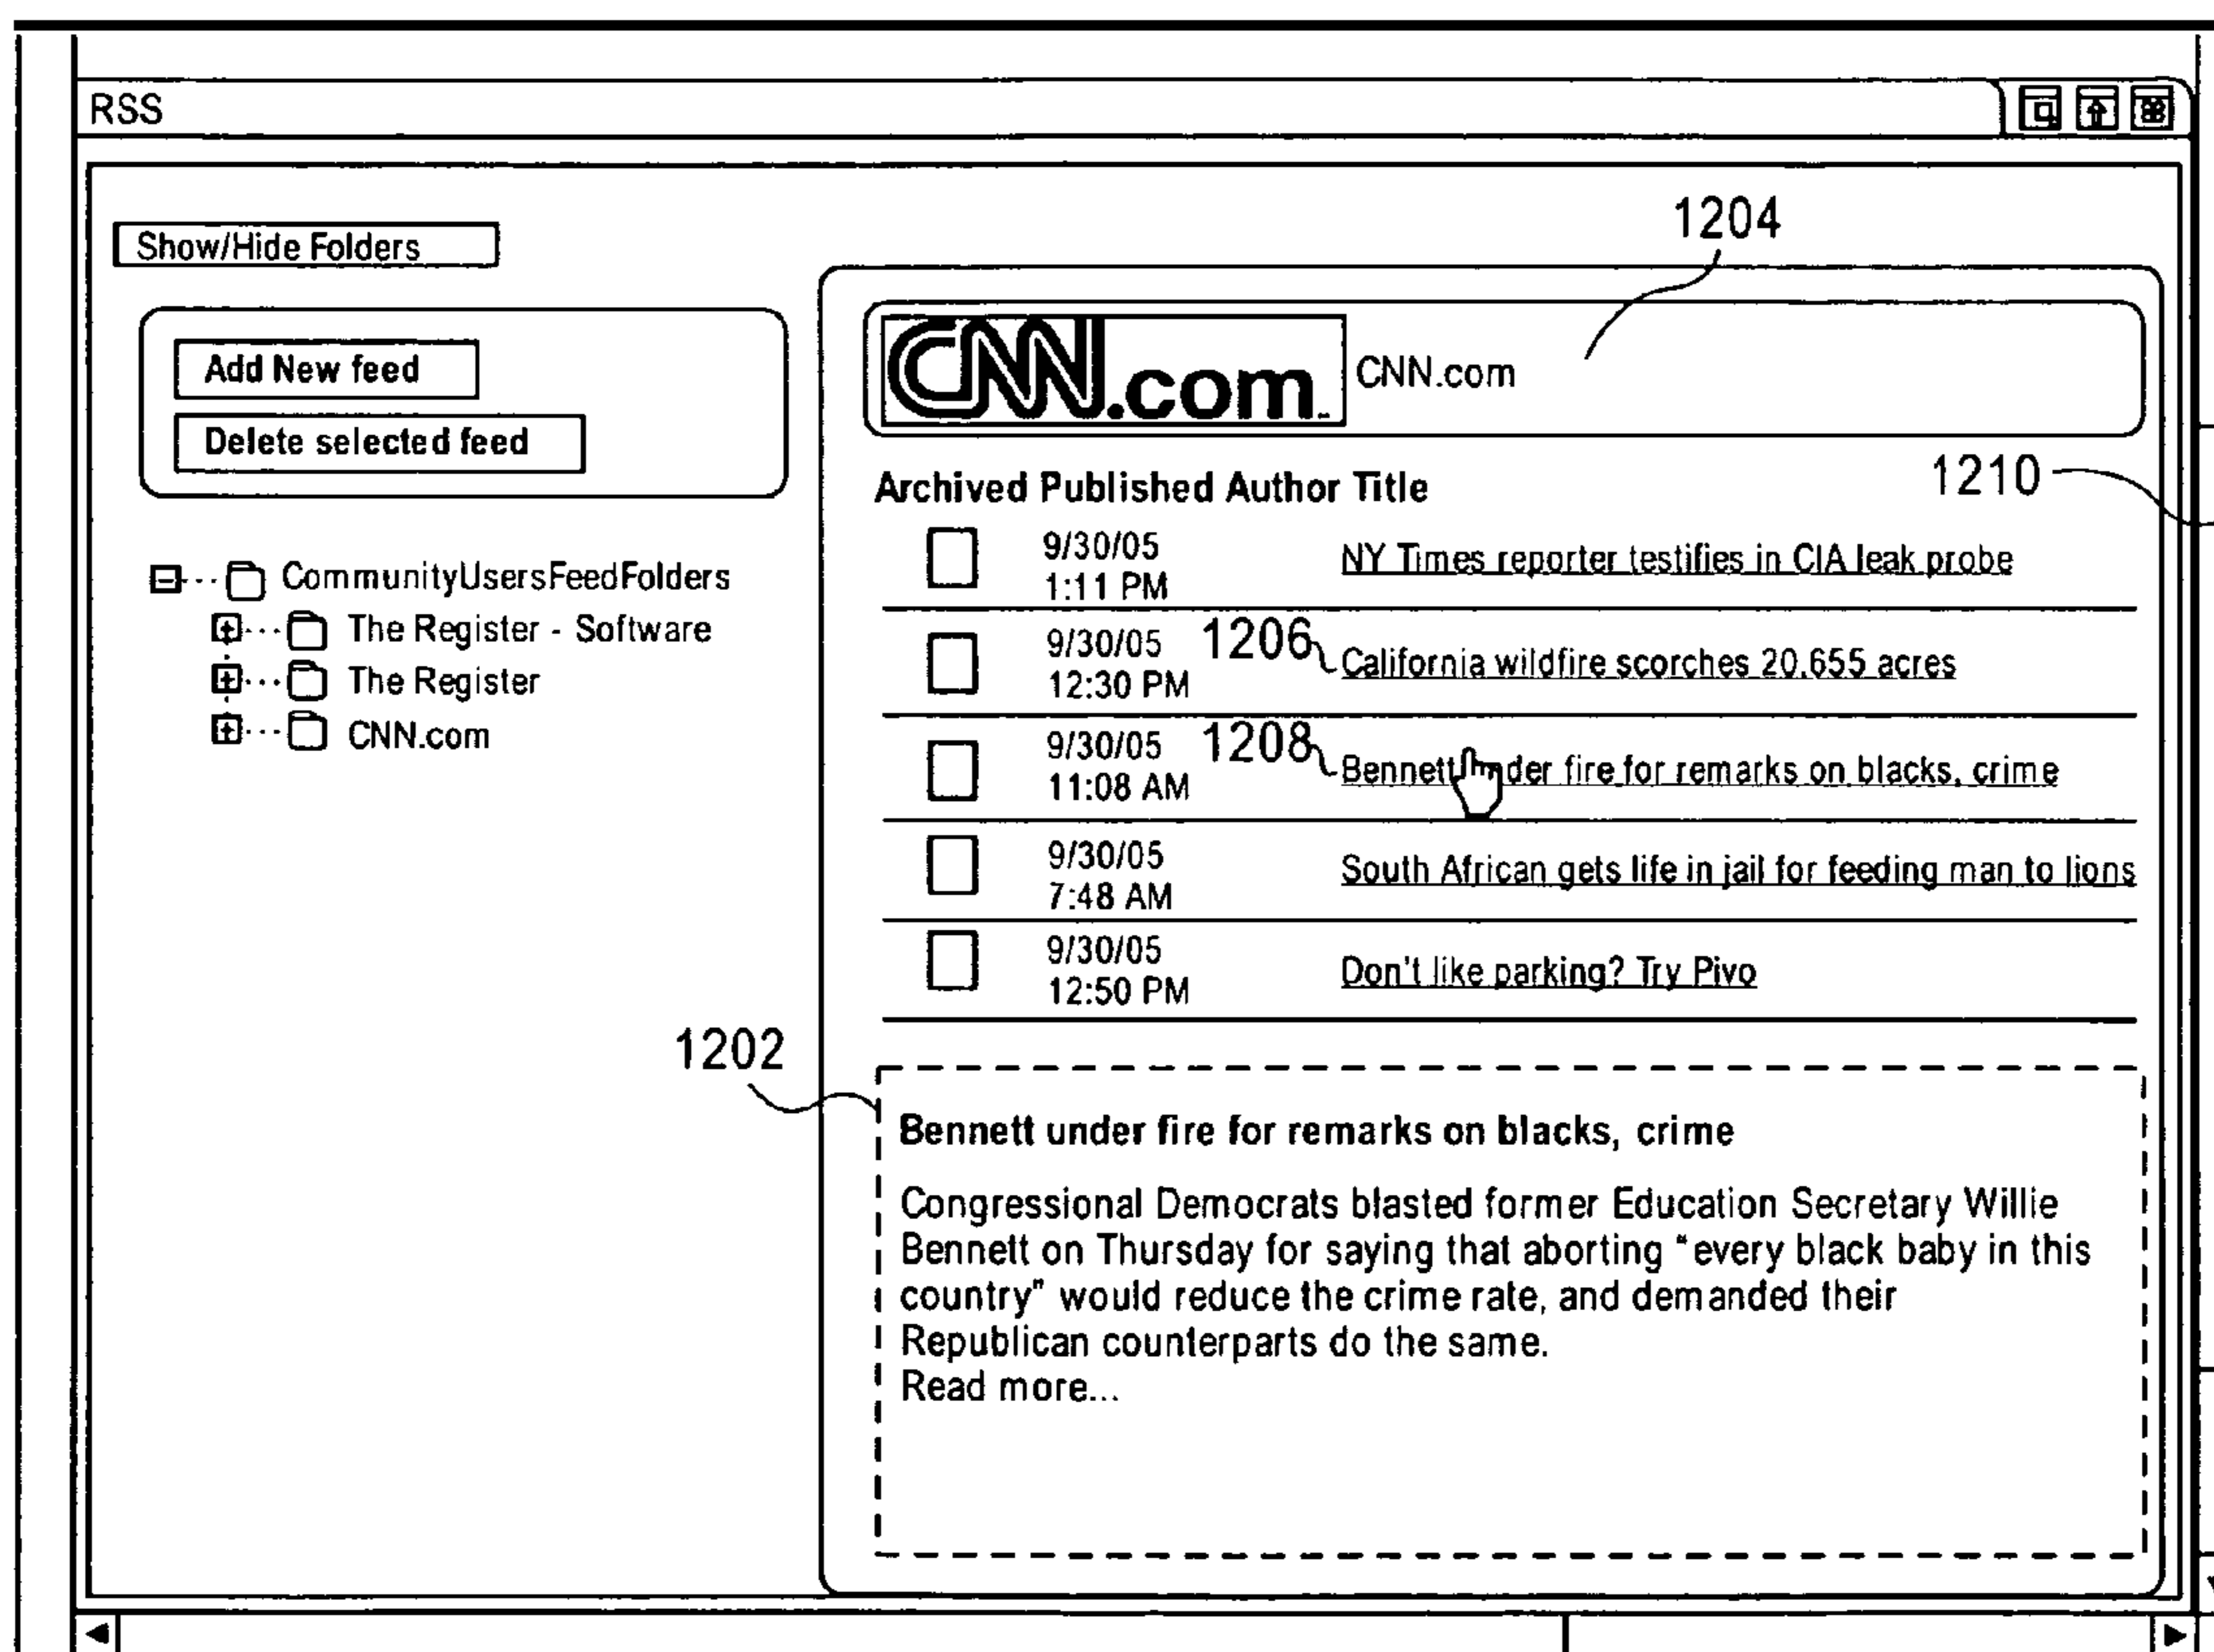 RSS
Show/Hide Folders
Add New feed
Delete selected feed
CommunityUsersFeedFolders
The Register - Software
The Register
CNN.com
1204
CNN.com
CNN.com
1210
Archived Published Author Title
9/30/05
1:11 PM
NY Times reporter testifies in CIA leak probe
9/30/05
12:30 PM
1206
California wildfire scorches 20,655 acres
9/30/05
11:08 AM
1208
Bennett under fire for remarks on blacks, crime
9/30/05
7:48 AM
South African gets life in jail for feeding man to lions
9/30/05
12:50 PM
Don't like parking? Try Pivo
1202
Bennett under fire for remarks on blacks, crime
Congressional Democrats blasted former Education Secretary Willie
Bennett on Thursday for saying that aborting "every black baby in this
country" would reduce the crime rate, and demanded their
Republican counterparts do the same.
Read more...